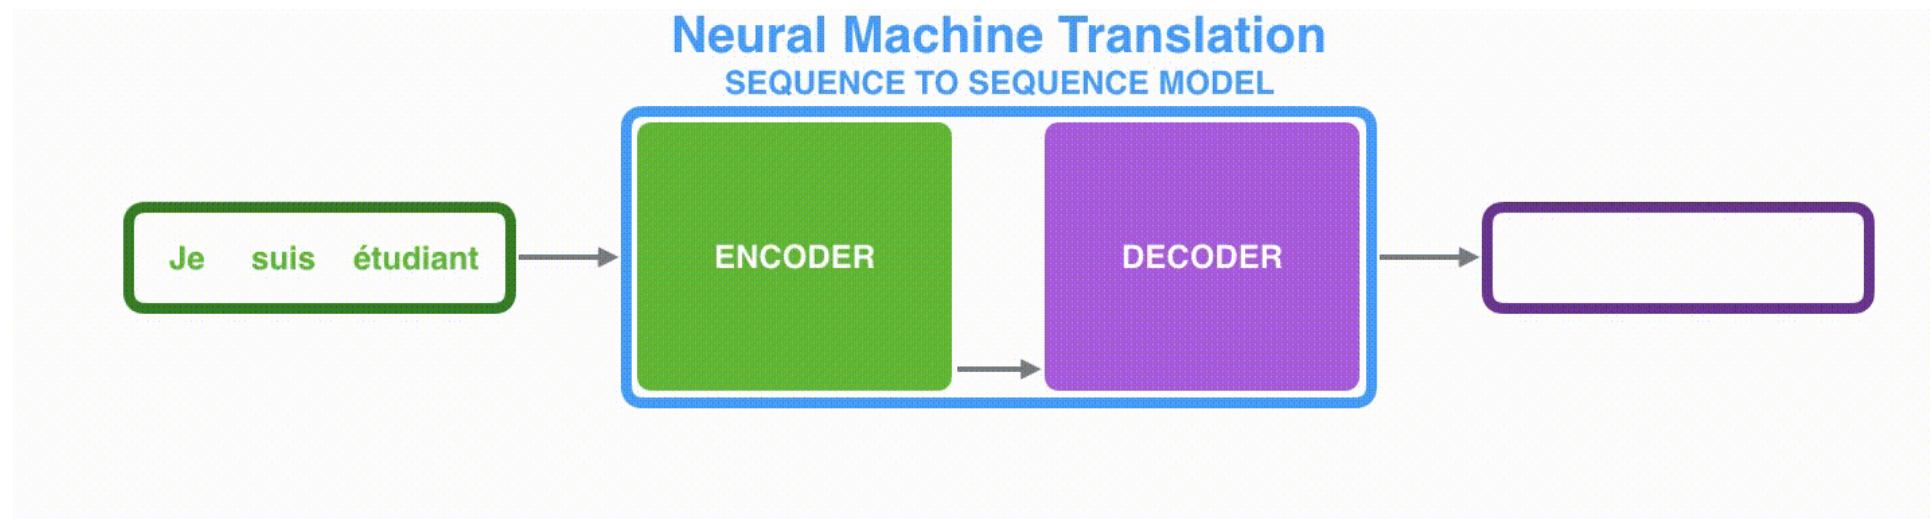 Neural Machine Translation
SEQUENCE TO SEQUENCE MODEL
Je suis étudiant
ENCODER
DECODER